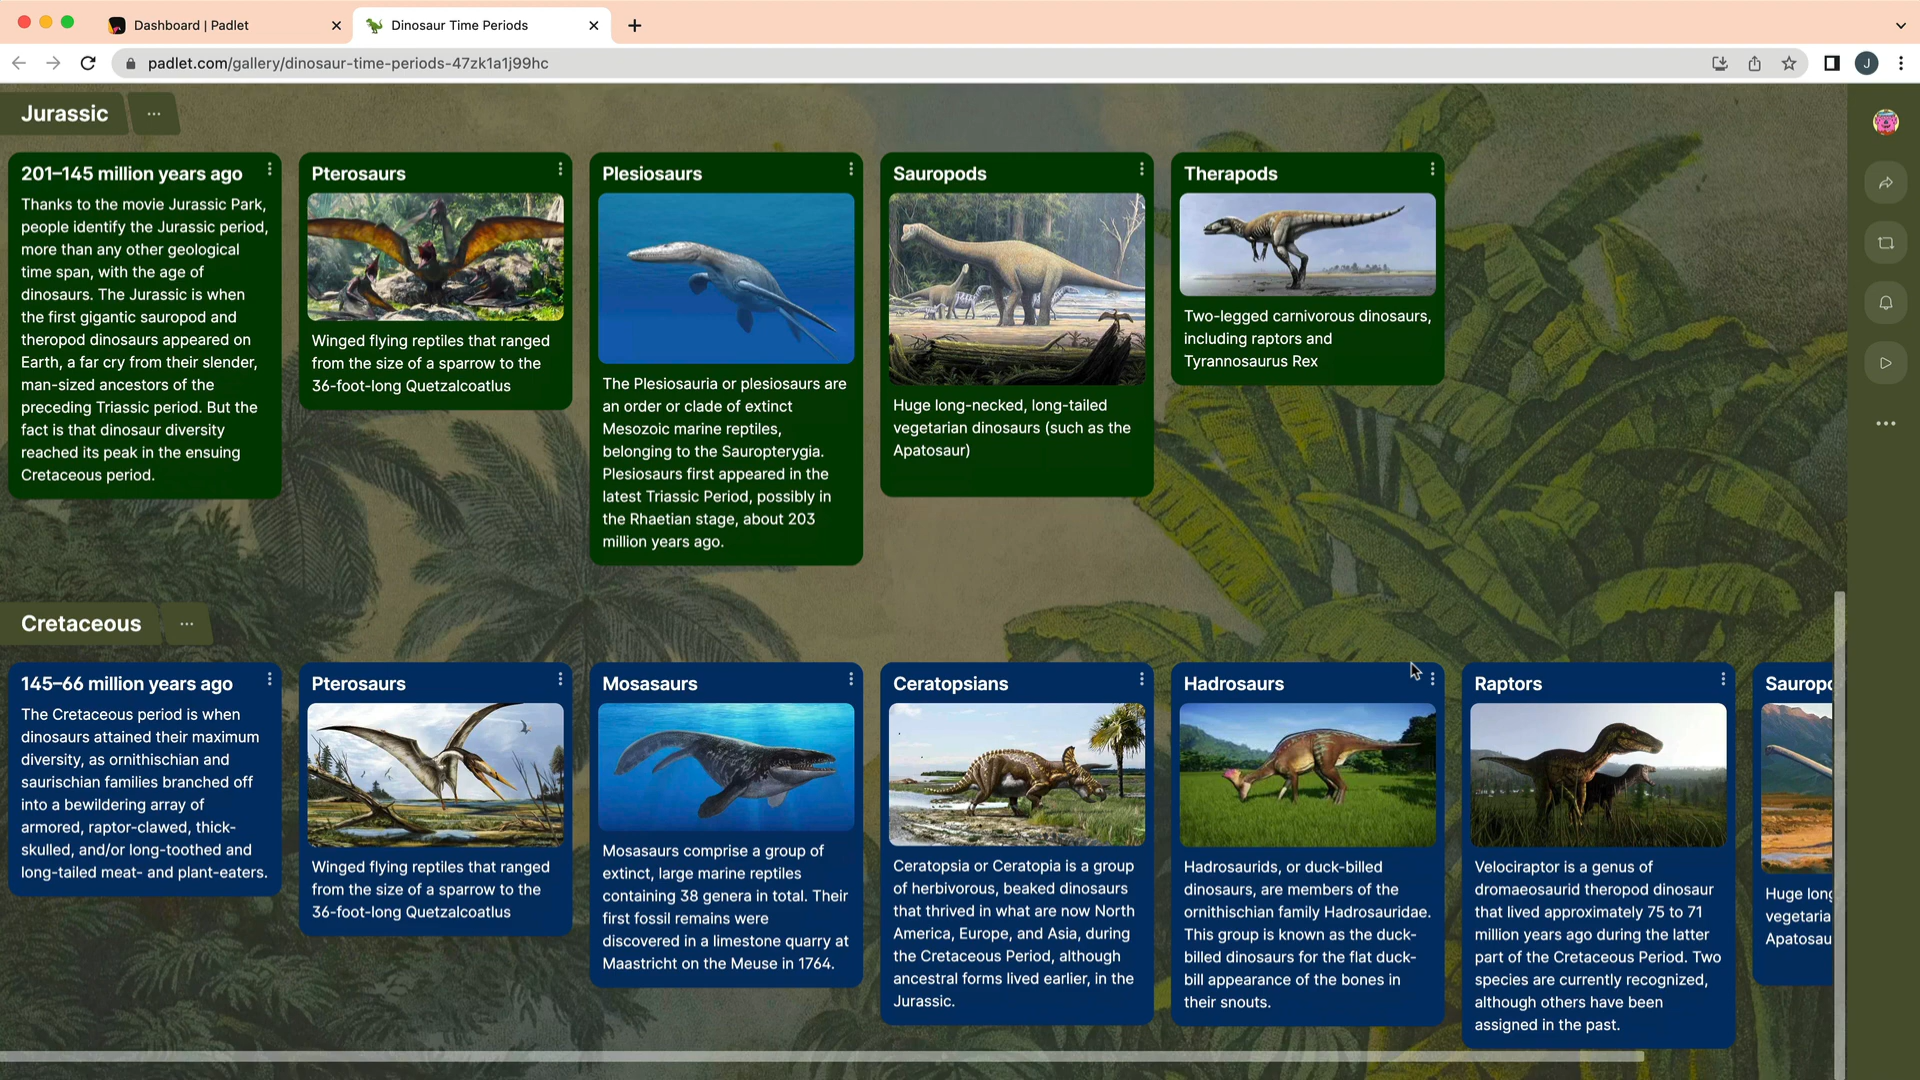 Dashboard | Padlet
Dinosaur Time Periods
padlet.com/gallery/dinosaur-time-periods-47zk1a1j99hc
J
Jurassic
201–145 million years ago
Thanks to the movie Jurassic Park,
people identify the Jurassic period,
more than any other geological
time span, with the age of
dinosaurs. The Jurassic is when
the first gigantic sauropod and
theropod dinosaurs appeared on
Earth, a far cry from their slender,
man-sized ancestors of the
preceding Triassic period. But the
fact is that dinosaur diversity
reached its peak in the ensuing
Cretaceous period.
Pterosaurs
Winged flying reptiles that ranged
from the size of a sparrow to the
36-foot-long Quetzalcoatlus
Plesiosaurs
The Plesiosauria or plesiosaurs are
an order or clade of extinct
Mesozoic marine reptiles,
belonging to the Sauropterygia.
Plesiosaurs first appeared in the
latest Triassic Period, possibly in
the Rhaetian stage, about 203
million years ago.
Sauropods
Huge long-necked, long-tailed
vegetarian dinosaurs (such as the
Apatosaur)
Therapods
Two-legged carnivorous dinosaurs,
including raptors and
Tyrannosaurus Rex
Cretaceous
145–66 million years ago
The Cretaceous period is when
dinosaurs attained their maximum
diversity, as ornithischian and
saurischian families branched off
into a bewildering array of
armored, raptor-clawed, thick-
skulled, and/or long-toothed and
long-tailed meat- and plant-eaters.
Pterosaurs
Winged flying reptiles that ranged
from the size of a sparrow to the
36-foot-long Quetzalcoatlus
Mosasaurs
Mosasaurs comprise a group of
extinct, large marine reptiles
containing 38 genera in total. Their
first fossil remains were
discovered in a limestone quarry at
Maastricht on the Meuse in 1764.
Ceratopsians
Ceratopsia or Ceratopia is a group
of herbivorous, beaked dinosaurs
that thrived in what are now North
America, Europe, and Asia, during
the Cretaceous Period, although
ancestral forms lived earlier, in the
Jurassic.
Hadrosaurs
Hadrosaurids, or duck-billed
dinosaurs, are members of the
ornithischian family Hadrosauridae.
This group is known as the duck-
billed dinosaurs for the flat duck-
bill appearance of the bones in
their snouts.
Raptors
Velociraptor is a genus of
dromaeosaurid theropod dinosaur
that lived approximately 75 to 71
million years ago during the latter
part of the Cretaceous Period. Two
species are currently recognized,
although others have been
assigned in the past.
Saurop
Huge long
vegetaria
Apatosau